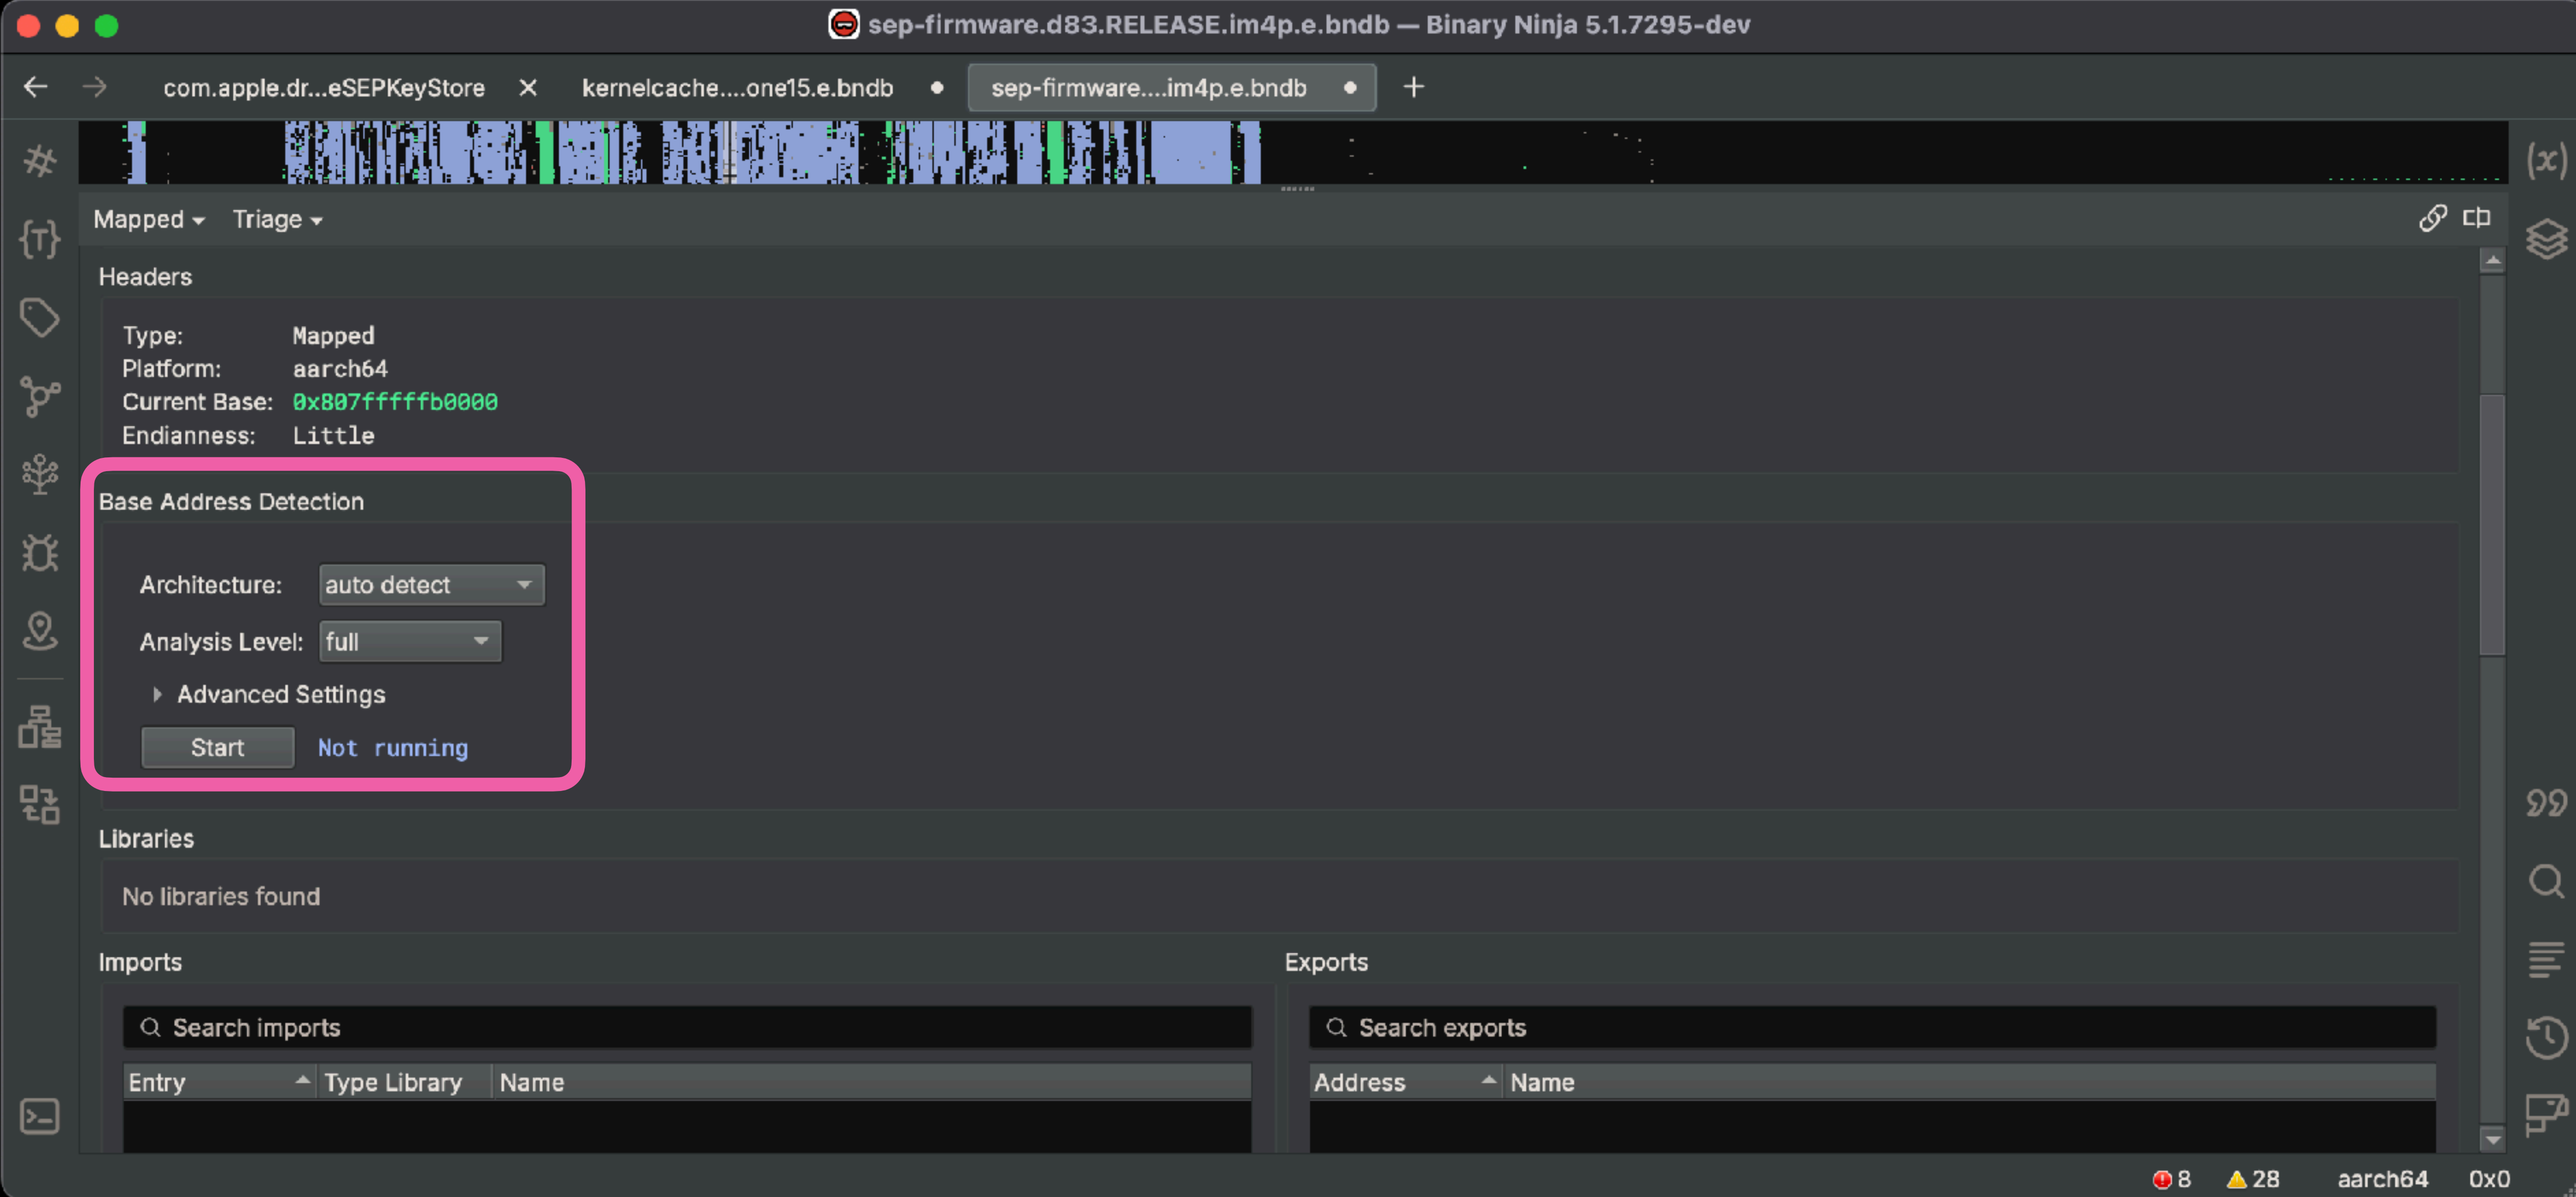 sep-firmware.d83.RELEASE.im4p.e.bndb — Binary Ninja 5.1.7295-dev
com.apple.dr...eSEPKeyStore
kernelcache....one15.e.bndb
sep-firmware....im4p.e.bndb
Mapped
Triage
Headers
Type: Mapped
Platform: aarch64
Current Base: 0x807fffffb0000
Endianness: Little
Base Address Detection
Architecture: auto detect
Analysis Level: full
Advanced Settings
Start
Not running
Libraries
No libraries found
Imports
Exports
Search imports
Search exports
Entry
Type Library
Name
Address
Name
8
28
aarch64
0x0